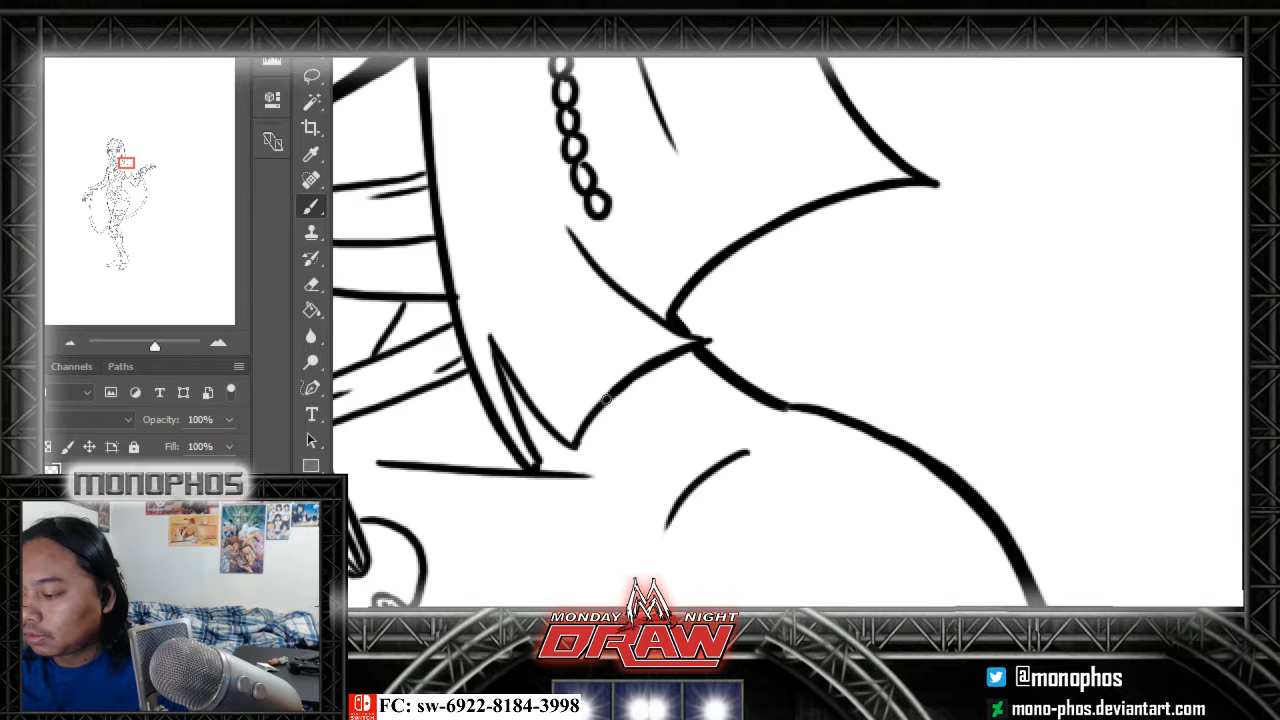 Channels Paths
Opacity: 100%
Fill: 100%
MONOPHOS
MONDAY NIGHT
DRAW
FC: sw-6922-8184-3998
@monophos
mono-phos.deviantart.com